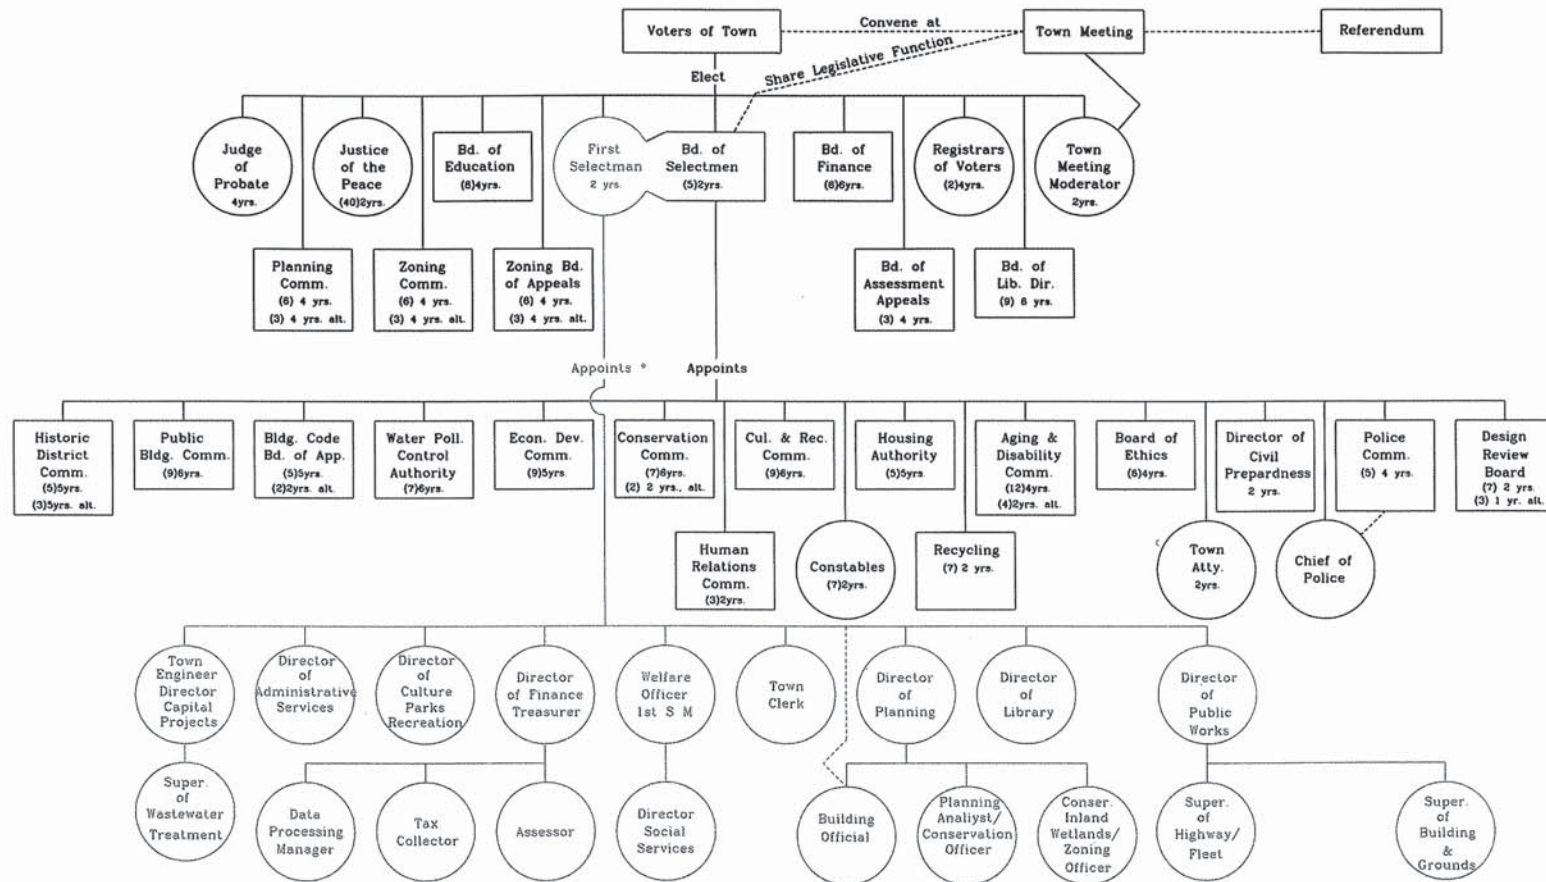 Voters of Town
Convene at
Town Meeting
Referendum
Share Legislative Function
Elect
Judge
of
Probate
4yrs.
Justice
of the
Peace
(40)2yrs.
Bd. of
Education
(8)4yrs.
First
Selectman
2 yrs.
Bd. of
Selectmen
(5)2yrs.
Bd. of
Finance
(6)6yrs.
Registrars
of Voters
(2)4yrs.
Town
Meeting
Moderator
2yrs.
Planning
Comm.
(6) 4 yrs.
(3) 4 yrs. alt.
Zoning
Comm.
(6) 4 yrs.
(3) 4 yrs. alt.
Zoning Bd.
of Appeals
(6) 4 yrs.
(3) 4 yrs. alt.
Bd. of
Assessment
Appeals
(3) 4 yrs.
Bd. of
Lib. Dir.
(9) 6 yrs.
Appoints *
Appoints
Historic
District
Comm.
(5)5yrs.
(3)5yrs. alt.
Public
Bldg. Comm.
(9)6yrs.
Bldg. Code
Bd. of App.
(5)5yrs.
(2)2yrs. alt.
Water Poll.
Control
Authority
(7)6yrs.
Econ. Dev.
Comm.
(9)5yrs.
Conservation
Comm.
(7)6yrs.
(2) 2 yrs., alt.
Cul. & Rec.
Comm.
(9)6yrs.
Housing
Authority
(5)5yrs.
Aging &
Disability
Comm.
(12)4yrs.
(4)2yrs. alt.
Board of
Ethics
(6)4yrs.
Director of
Civil
Prepardness
2 yrs.
Police
Comm.
(5) 4 yrs.
Design
Review
Board
(7) 2 yrs.
(3) 1 yr. alt.
Human
Relations
Comm.
(3)2yrs.
Constables
(7)2yrs.
Recycling
(7) 2 yrs.
Town
Atty.
2yrs.
Chief of
Police
Town
Engineer
Director
Capital
Projects
Director
of
Administrative
Services
Director
of
Culture
Parks
Recreation
Director
of Finance
Treasurer
Welfare
Officer
1st S M
Town
Clerk
Director
of
Planning
Director
of
Library
Director
of
Public
Works
Super.
of
Wastewater
Treatment
Data
Processing
Manager
Tax
Collector
Assessor
Director
Social
Services
Building
Official
Planning
Analyst/
Conservation
Officer
Conser.
Inland
Wetlands/
Zoning
Officer
Super.
of
Highway/
Fleet
Super.
of
Building
&
Grounds